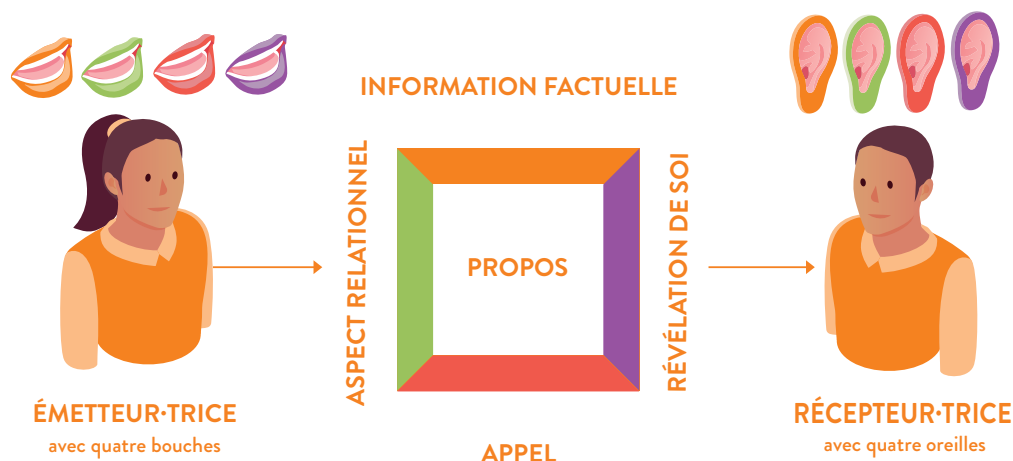 INFORMATION FACTUELLE
ASPECT RELATIONNEL
PROPOS
RÉVÉLATION DE SOI
ÉMETTEUR·TRICE
avec quatre bouches
RÉCEPTEUR·TRICE
avec quatre oreilles
APPEL